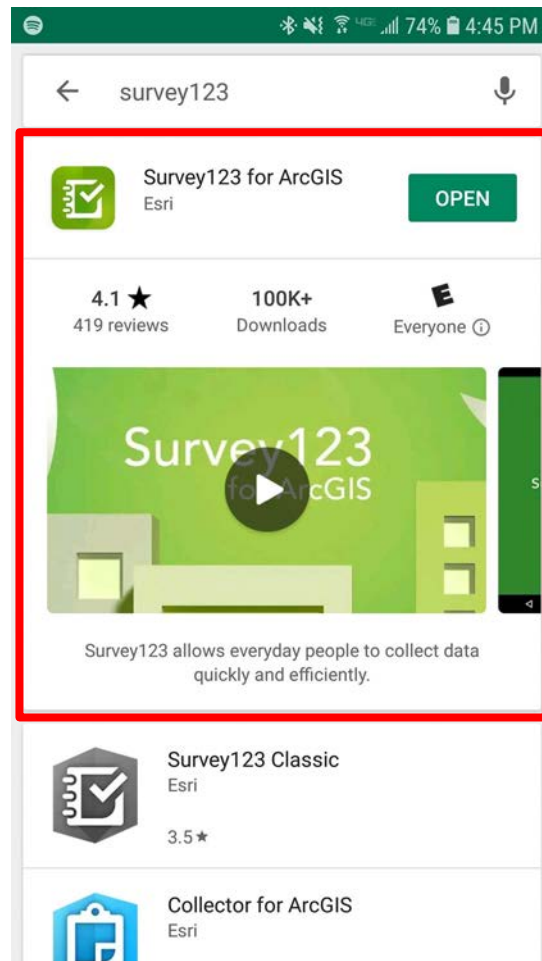 4G 74% 4:45 PM
survey123
Survey123 for ArcGIS
Esri
OPEN
4.1★ 100K+
419 reviews Downloads Everyone
Survey123
for ArcGIS
S
Survey123 allows everyday people to collect data
quickly and efficiently.
Survey123 Classic
Esri
3.5★
Collector for ArcGIS
Esri